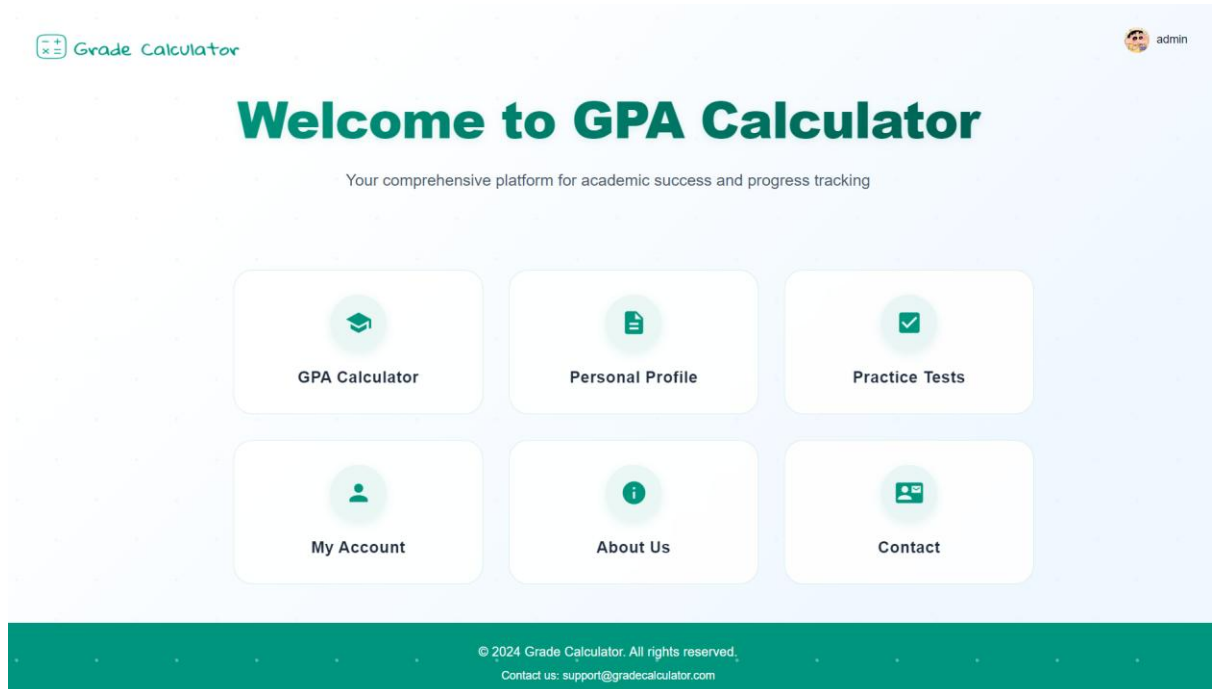 Grade Calculator
admin
Welcome to GPA Calculator
Your comprehensive platform for academic success and progress tracking
GPA Calculator
Personal Profile
Practice Tests
My Account
About Us
Contact
© 2024 Grade Calculator. All rights reserved.
Contact us: support@gradecalculator.com